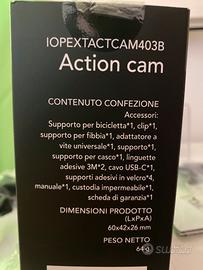 IOPEXTACTCAM403B
Action cam
CONTENUTO CONFEZIONE
Accessori:
Supporto per bicicletta*1, clip*1,
supporto per fibbia*1, adattatore a
vite universale*1, supporto*1,
supporto per casco*1, linguette
adesive 3M*2, cavo USB-C*1,
supporti adesivi in velcro*4,
manuale*1, custodia impermeabile*1,
scheda di garanzia*1
DIMENSIONI PRODOTTO
(LxPxA)
60x42x26 mm
PESO NETTO
64
SUbito